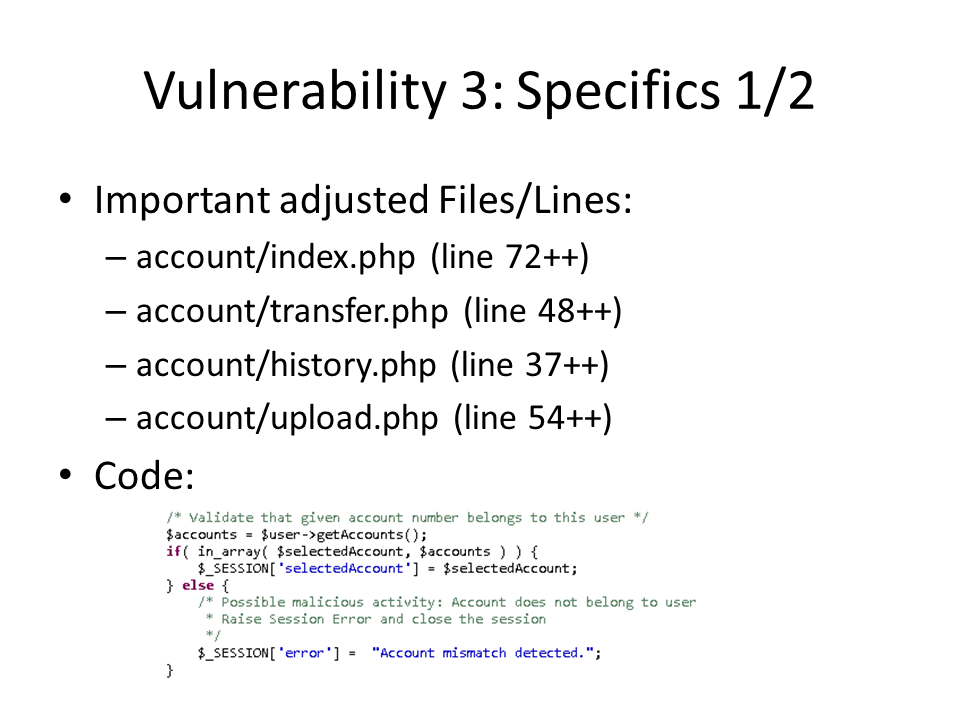 Vulnerability 3: Specifics 1/2
• Important adjusted Files/Lines:
– account/index.php (line 72++)
– account/transfer.php (line 48++)
– account/history.php (line 37++)
– account/upload.php (line 54++)
• Code:
/* Validate that given account number belongs to this user */
$accounts = $user->getAccounts();
if( in_array( $selectedAccount, $accounts ) ) {
    $_SESSION['selectedAccount'] = $selectedAccount;
} else {
    /* Possible malicious activity: Account does not belong to user
     * Raise Session Error and close the session
     */
    $_SESSION['error'] =  "Account mismatch detected.";
}